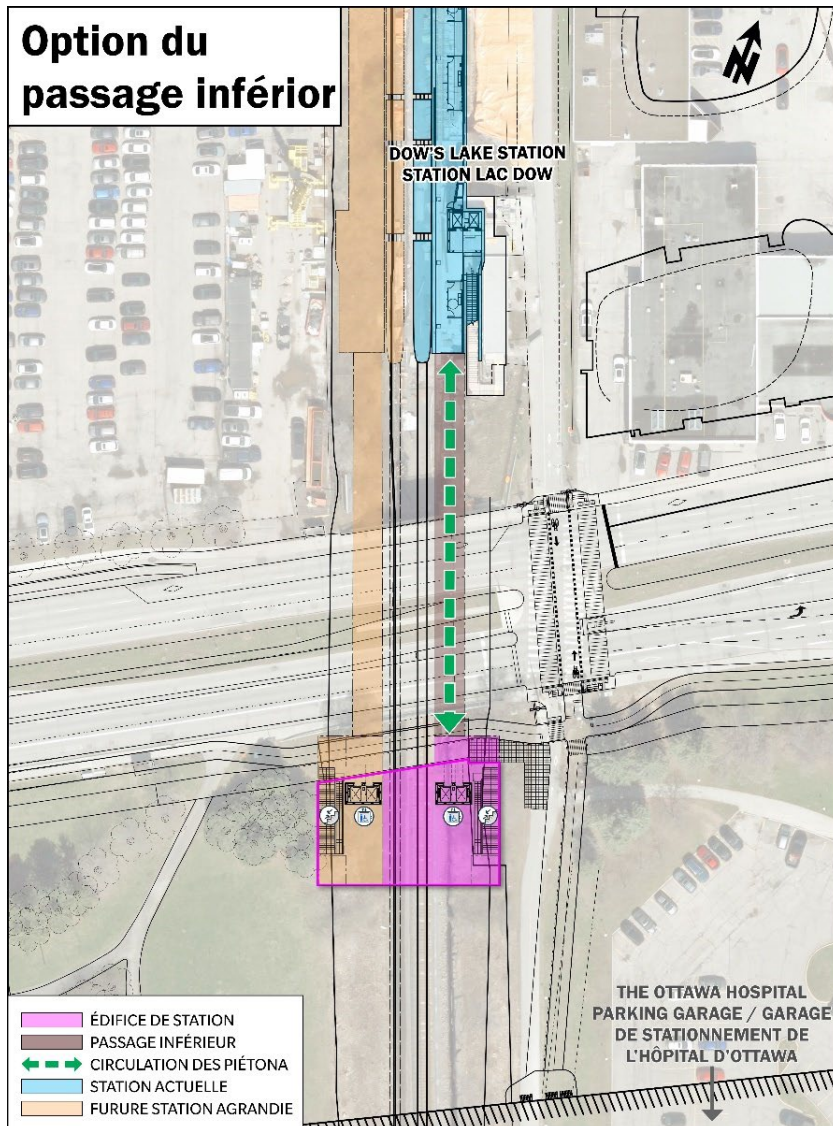 Option du
passage inférior
N
DOW'S LAKE STATION
STATION LAC DOW
THE OTTAWA HOSPITAL
PARKING GARAGE / GARAGE
DE STATIONNEMENT DE
L'HÔPITAL D'OTTAWA
ÉDIFICE DE STATION
PASSAGE INFÉRIEUR
CIRCULATION DES PIÉTONA
STATION ACTUELLE
FURURE STATION AGRANDIE